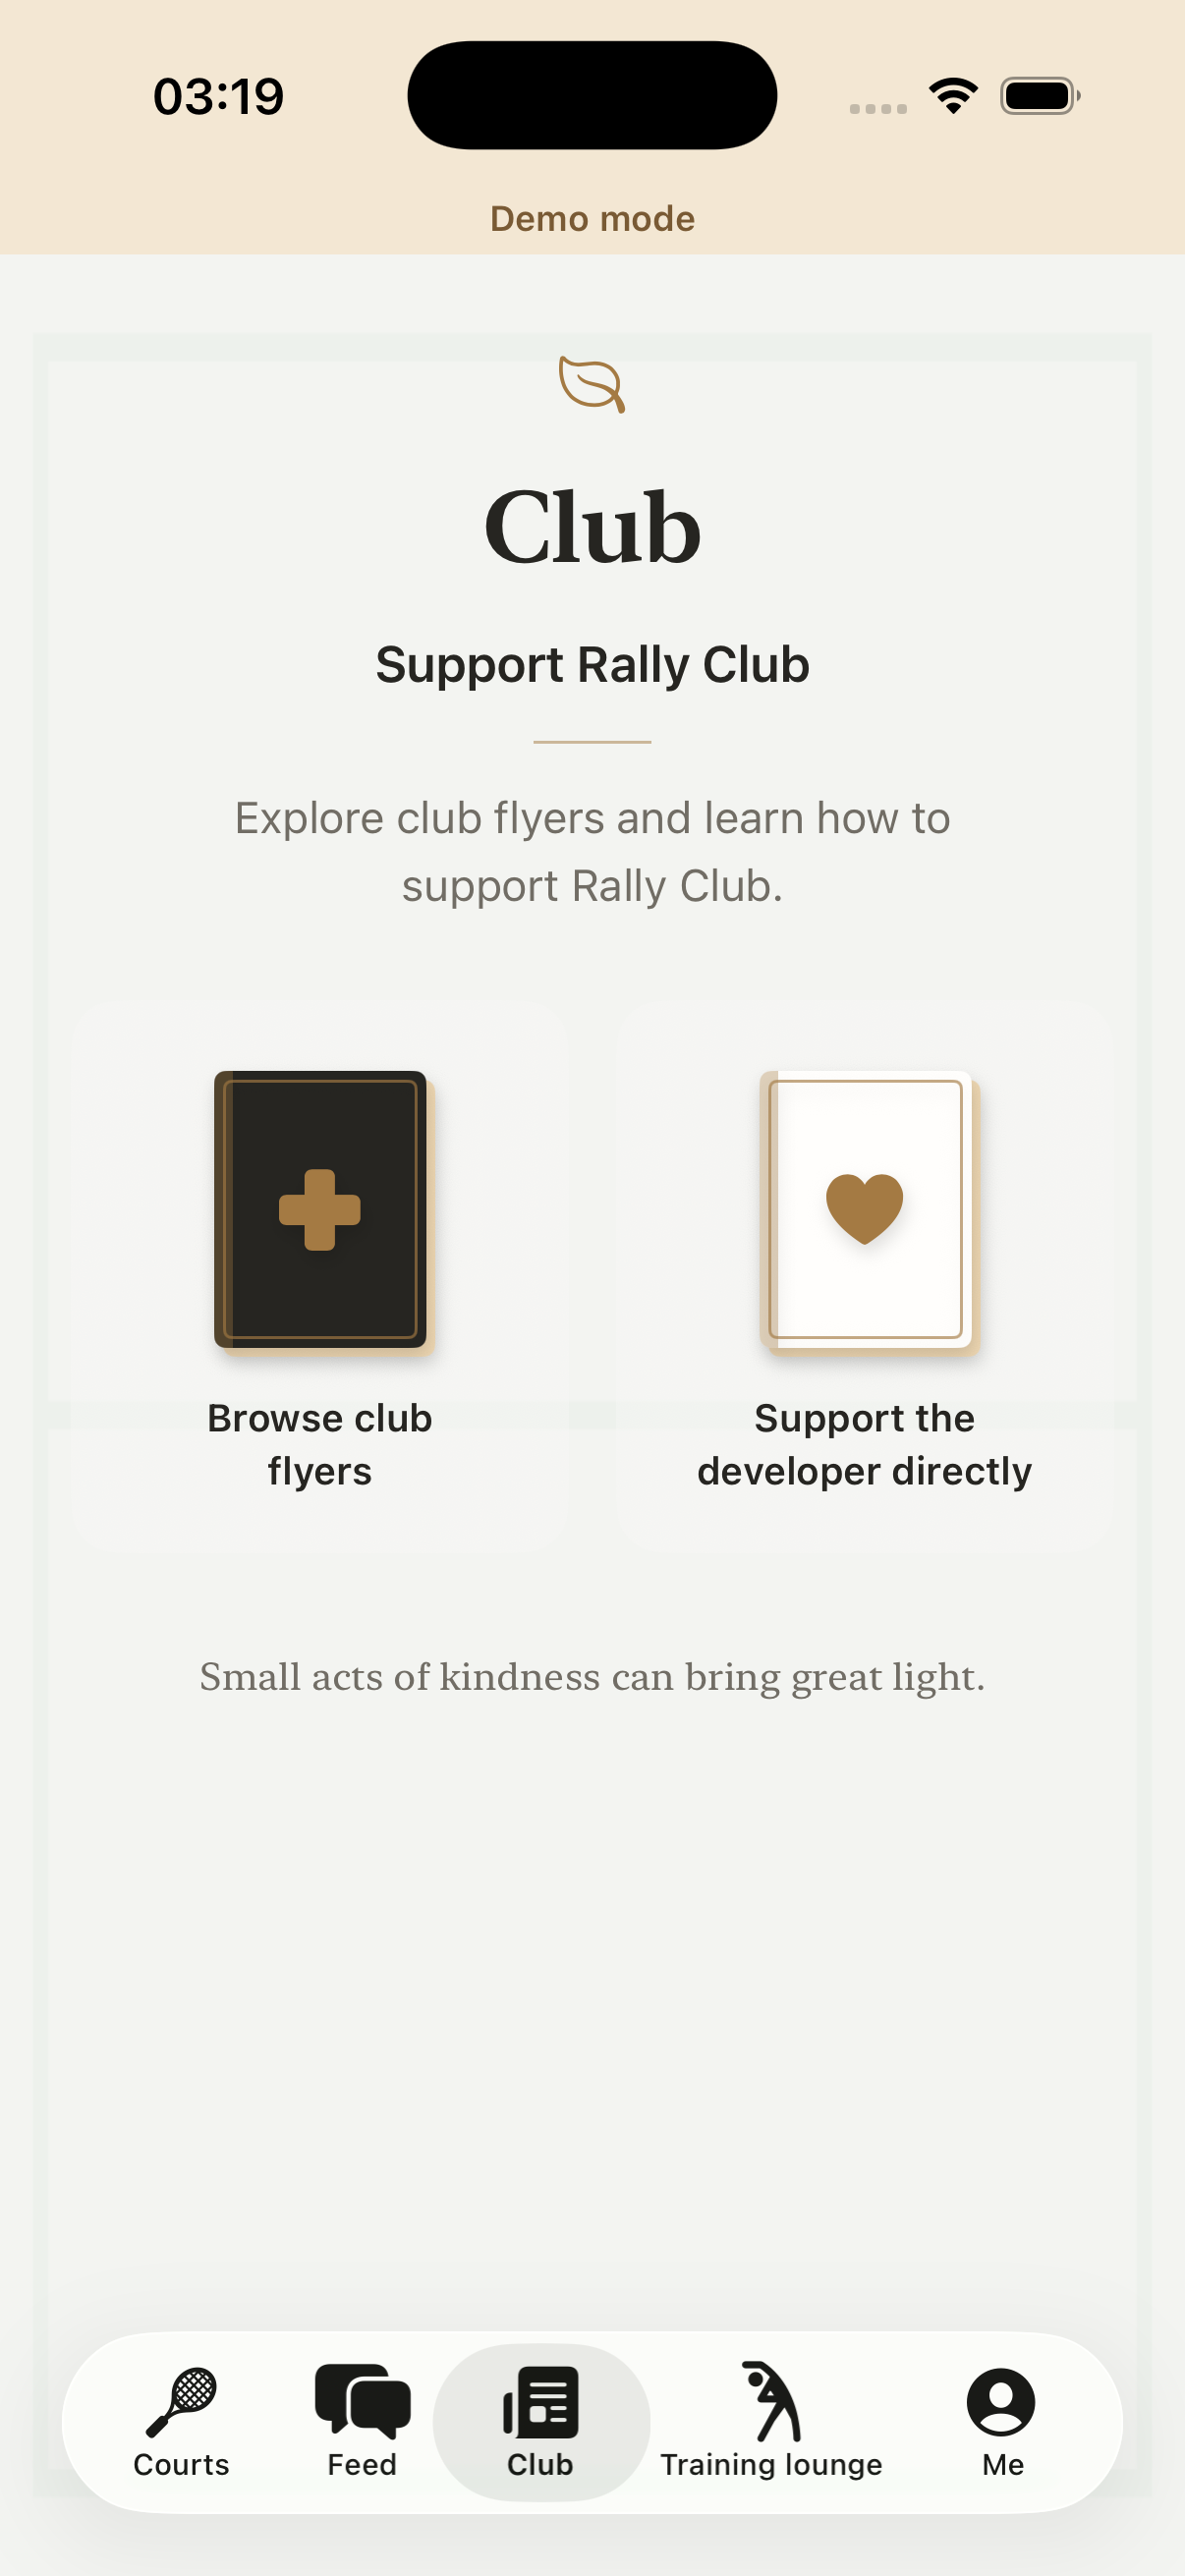 03:19
Demo mode
Club
Support Rally Club
Explore club flyers and learn how to
support Rally Club.
Browse club
flyers
Support the
developer directly
Small acts of kindness can bring great light.
Courts
Feed
Club
Training lounge
Me